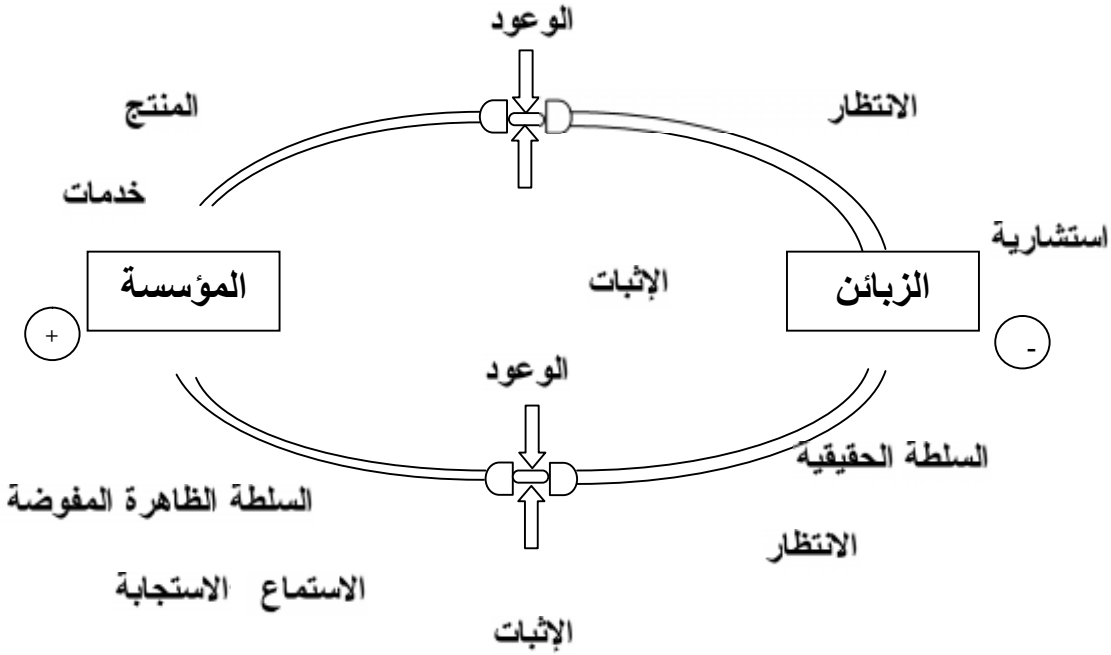 الوعود
الانتظار
المنتج
خدمات
استشارية
الزبائن
المؤسسة
الإثبات
+
-
الوعود
السلطة الحقيقية
السلطة الظاهرة المفوضة
الانتظار
الاستماع الاستجابة
الإثبات